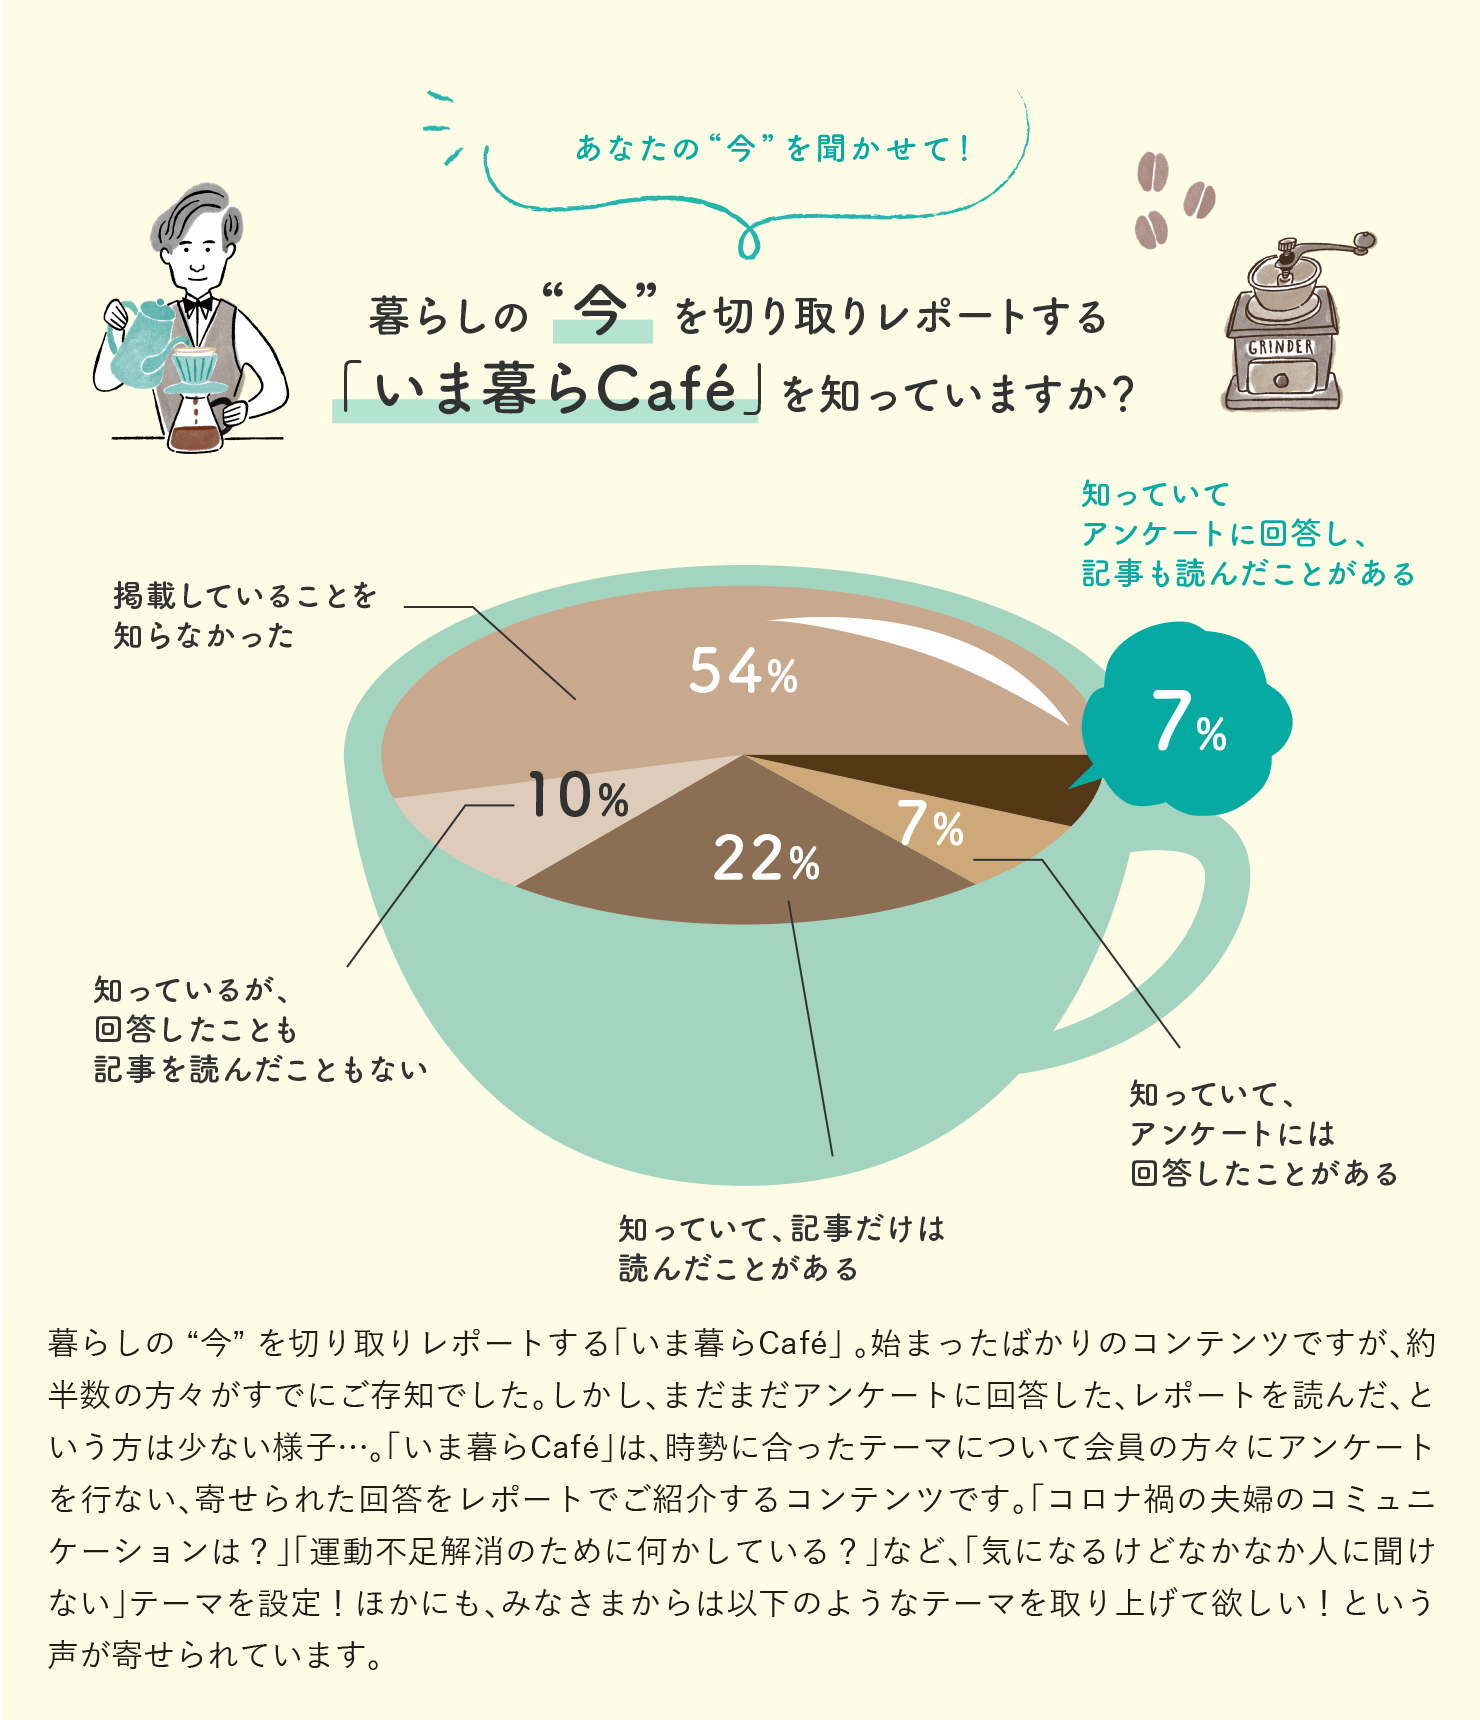 あなたの“今”を聞かせて！
暮らしの“今”を切り取りレポートする
「いま暮らCafé」を知っていますか？
GRINDER
知っていて
アンケートに回答し、
記事も読んだことがある
7%
掲載していることを
知らなかった
54%
10%
7%
22%
知っているが、
回答したことも
記事を読んだこともない
知っていて、
アンケートには
回答したことがある
知っていて、記事だけは
読んだことがある
暮らしの “今” を切り取りレポートする「いま暮らCafé」。始まったばかりのコンテンツですが、約
半数の方々がすでにご存知でした。しかし、まだまだアンケートに回答した、レポートを読んだ、と
いう方は少ない様子…。「いま暮らCafé」は、時勢に合ったテーマについて会員の方々にアンケート
を行ない、寄せられた回答をレポートでご紹介するコンテンツです。「コロナ禍の夫婦のコミュニ
ケーションは？」「運動不足解消のために何かしている？」など、「気になるけどなかなか人に聞け
ない」テーマを設定！ほかにも、みなさまからは以下のようなテーマを取り上げて欲しい！という
声が寄せられています。